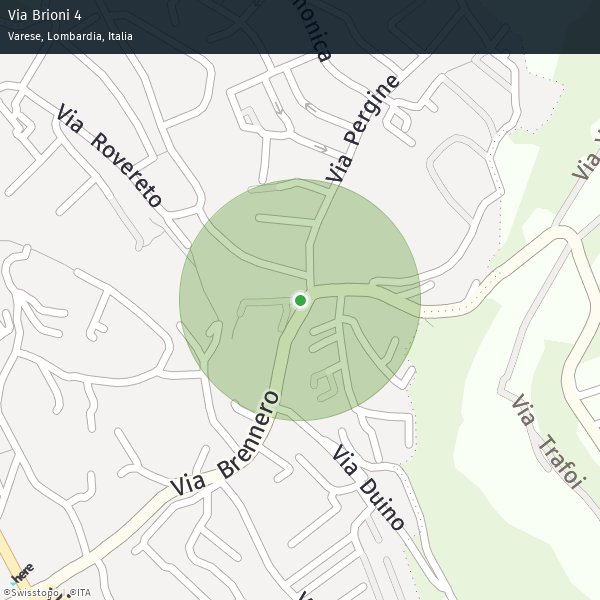 Via Brioni 4
Varese, Lombardia, Italia
monica
Via Pergine
Via Rovereto
Via
Via Brennero
Via Duino
Via Trafoi
here
©Swisstopo | ©ITA